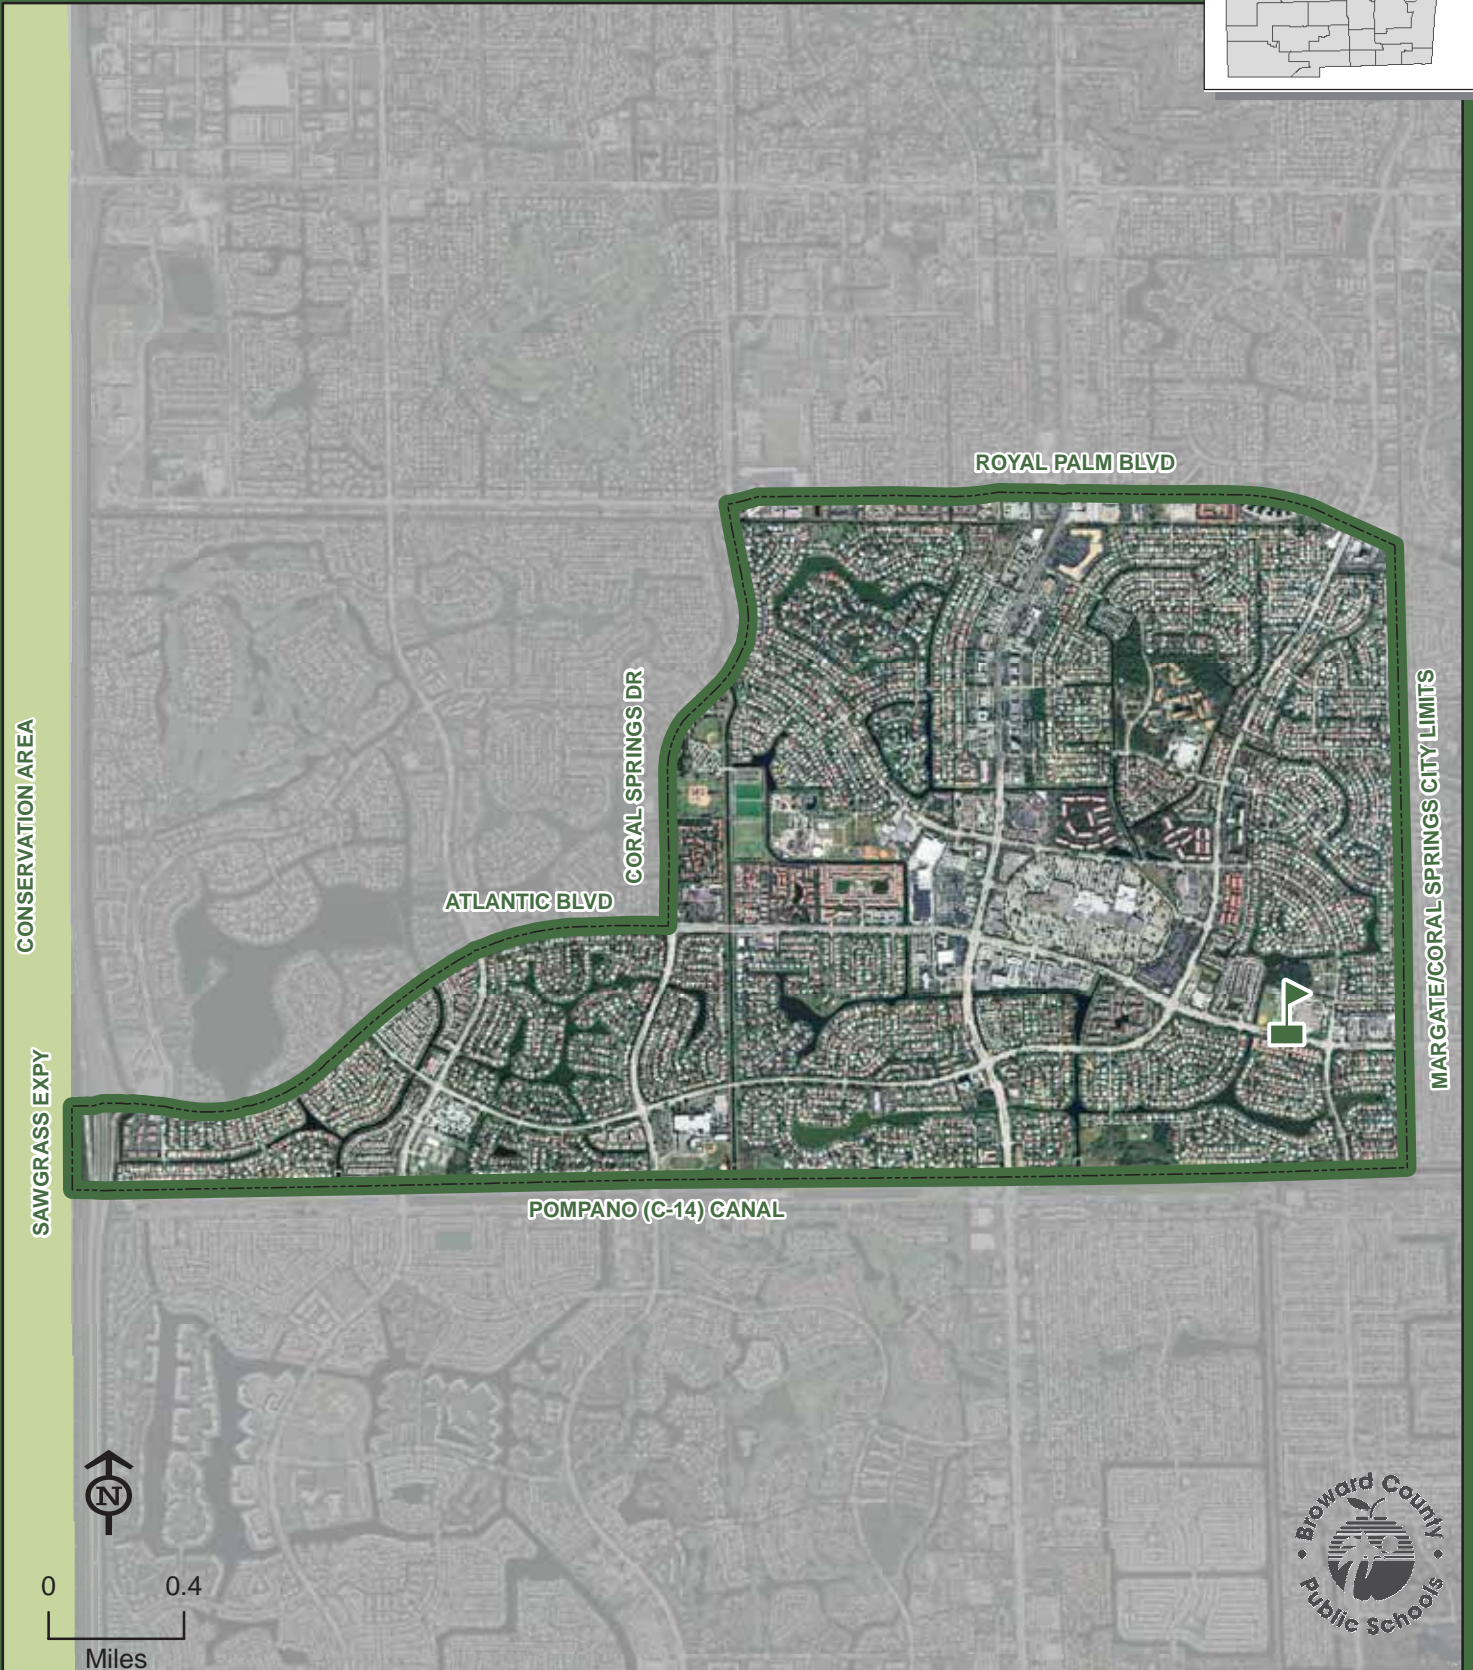 ROYAL PALM BLVD
CORAL SPRINGS DR
MARGATE/CORAL SPRINGS CITY LIMITS
CONSERVATION AREA
ATLANTIC BLVD
SAWGRASS EXPY
POMPANO (C-14) CANAL
N
0 0.4
Miles
Broward County
Public Schools